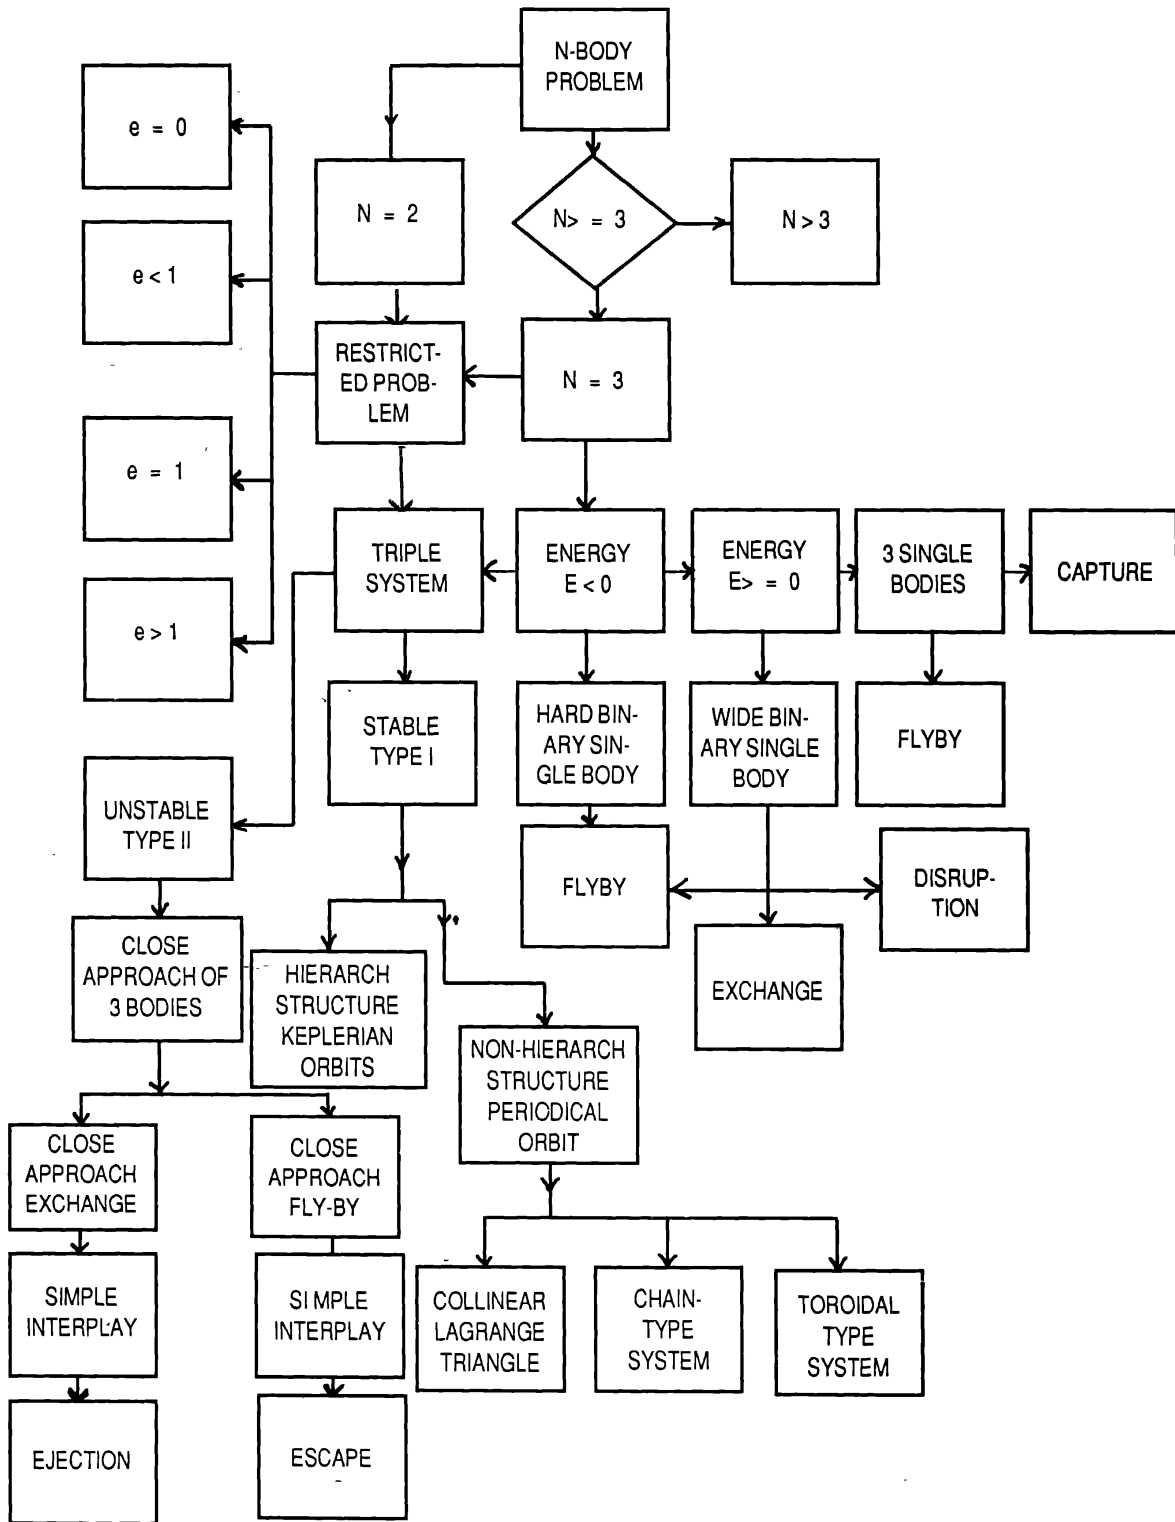 N-BODY
PROBLEM
e = 0
N = 2
N> = 3
N > 3
e < 1
RESTRICT-
ED PROB-
LEM
N = 3
e = 1
TRIPLE
SYSTEM
ENERGY
E < 0
ENERGY
E> = 0
3 SINGLE
BODIES
CAPTURE
e > 1
STABLE
TYPE I
HARD BIN-
ARY SIN-
GLE BODY
WIDE BIN-
ARY SINGLE
BODY
FLYBY
UNSTABLE
TYPE II
FLYBY
DISRUP-
TION
CLOSE
APPROACH OF
3 BODIES
HIERARCH
STRUCTURE
KEPLERIAN
ORBITS
EXCHANGE
NON-HIERARCH
STRUCTURE
PERIODICAL
ORBIT
CLOSE
APPROACH
EXCHANGE
CLOSE
APPROACH
FLY-BY
SIMPLE
INTERPLAY
SIMPLE
INTERPLAY
COLLINEAR
LAGRANGE
TRIANGLE
CHAIN-
TYPE
SYSTEM
TOROIDAL
TYPE
SYSTEM
EJECTION
ESCAPE